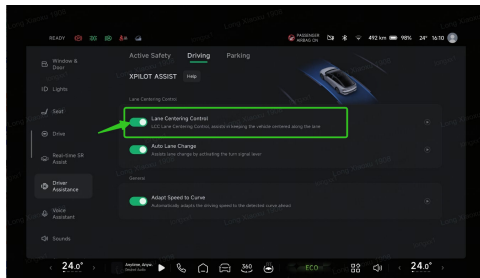 READY
PASSENGER
AIRBAG ON
492 km
98%
24°
16:10
Window &
Door
Lights
Seat
Drive
Real-time SR
Assist
Driver
Assistance
Voice
Assistant
Sounds
Active Safety
Driving
Parking
XPILOT ASSIST
Help
Lane Centering Control
Lane Centering Control
LCC Lane Centering Control, assists in keeping the vehicle centered along the lane
Auto Lane Change
Assists lane change by activating the turn signal lever
General
Adapt Speed to Curve
Automatically adapts the driving speed to the detected curve ahead
24.0°
360
ECO
24.0°